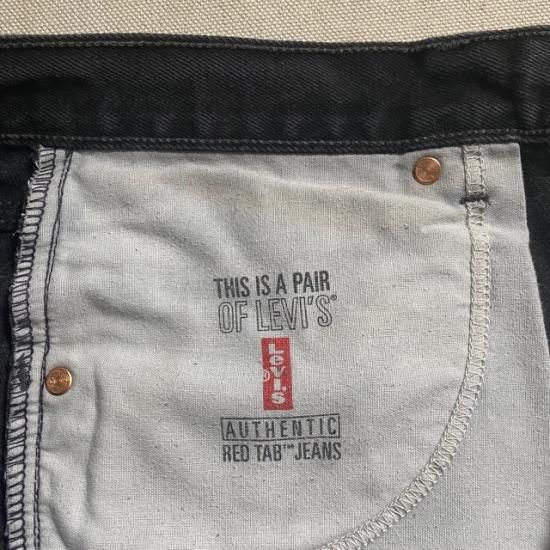 THIS IS A PAIR
OF LEVI'S®
Levi's
®
AUTHENTIC
RED TAB™ JEANS